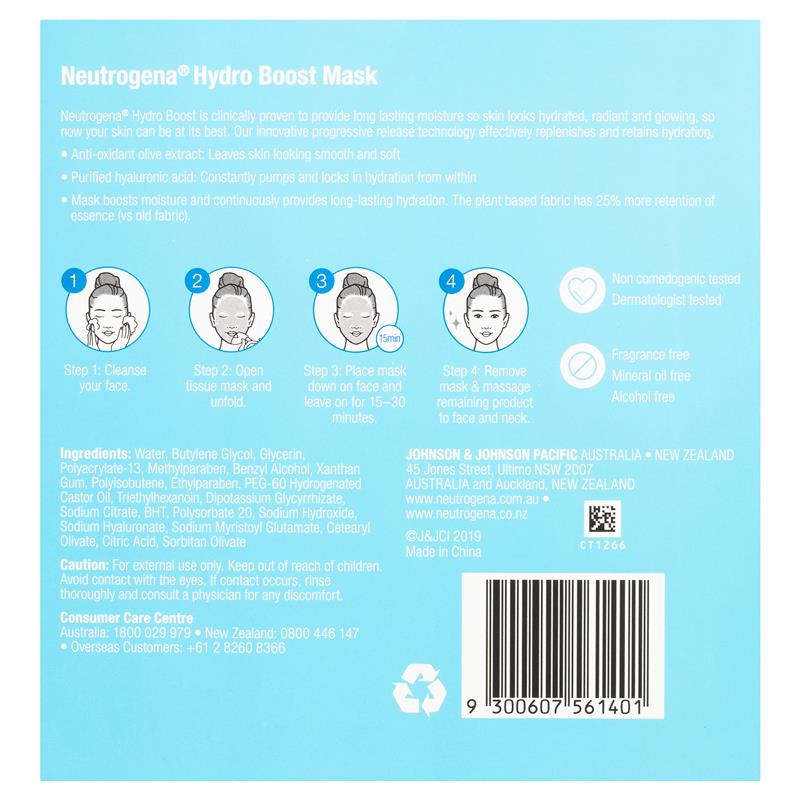 Neutrogena® Hydro Boost Mask
Neutrogena® Hydro Boost is clinically proven to provide long lasting moisture so skin looks hydrated, radiant and glowing, so
now your skin can be at its best. Our innovative progressive release technology effectively replenishes and retains hydration.
• Anti-oxidant olive extract: Leaves skin looking smooth and soft
• Purified hyaluronic acid: Constantly pumps and locks in hydration from within
• Mask boosts moisture and continuously provides long-lasting hydration. The plant based fabric has 25% more retention of
essence (vs old fabric).
1
Step 1: Cleanse
your face.
2
Step 2: Open
tissue mask and
unfold.
3
15min
Step 3: Place mask
down on face and
leave on for 15–30
minutes.
4
Step 4: Remove
mask & massage
remaining product
to face and neck.
Non comedogenic tested
Dermatologist tested
Fragrance free
Mineral oil free
Alcohol free
Ingredients: Water, Butylene Glycol, Glycerin,
Polyacrylate-13, Methylparaben, Benzyl Alcohol, Xanthan
Gum, Polyisobutene, Ethylparaben, PEG-60 Hydrogenated
Castor Oil, Triethylhexanoin, Dipotassium Glycyrrhizate,
Sodium Citrate, BHT, Polysorbate 20, Sodium Hydroxide,
Sodium Hyaluronate, Sodium Myristoyl Glutamate, Cetearyl
Olivate, Citric Acid, Sorbitan Olivate
Caution: For external use only. Keep out of reach of children.
Avoid contact with the eyes. If contact occurs, rinse
thoroughly and consult a physician for any discomfort.
Consumer Care Centre
Australia: 1800 029 979 • New Zealand: 0800 446 147
• Overseas Customers: +61 2 8260 8366
JOHNSON & JOHNSON PACIFIC AUSTRALIA • NEW ZEALAND
45 Jones Street, Ultimo NSW 2007
AUSTRALIA and Auckland, NEW ZEALAND
www.neutrogena.com.au •
www.neutrogena.co.nz
©J&JCI 2019
Made in China
CT1266
9 300607 561401